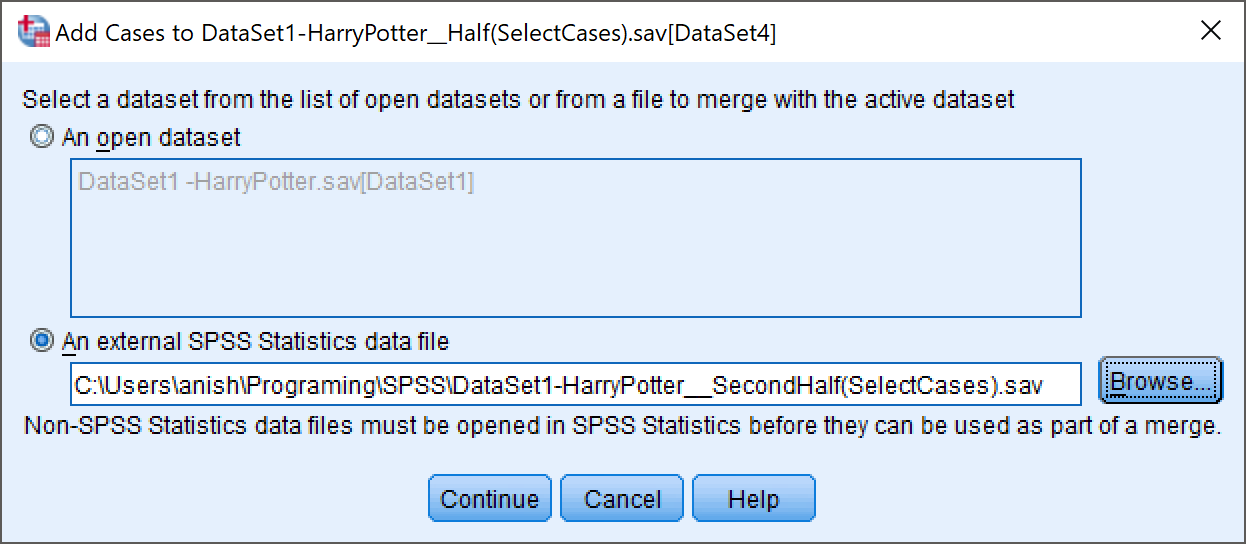 Add Cases to DataSet1-HarryPotter__Half(SelectCases).sav[DataSet4]
Select a dataset from the list of open datasets or from a file to merge with the active dataset
An open dataset
DataSet1 -HarryPotter.sav[DataSet1]
An external SPSS Statistics data file
C:\Users\anish\Programing\SPSS\DataSet1-HarryPotter__SecondHalf(SelectCases).sav
Browse...
Non-SPSS Statistics data files must be opened in SPSS Statistics before they can be used as part of a merge.
Continue Cancel Help